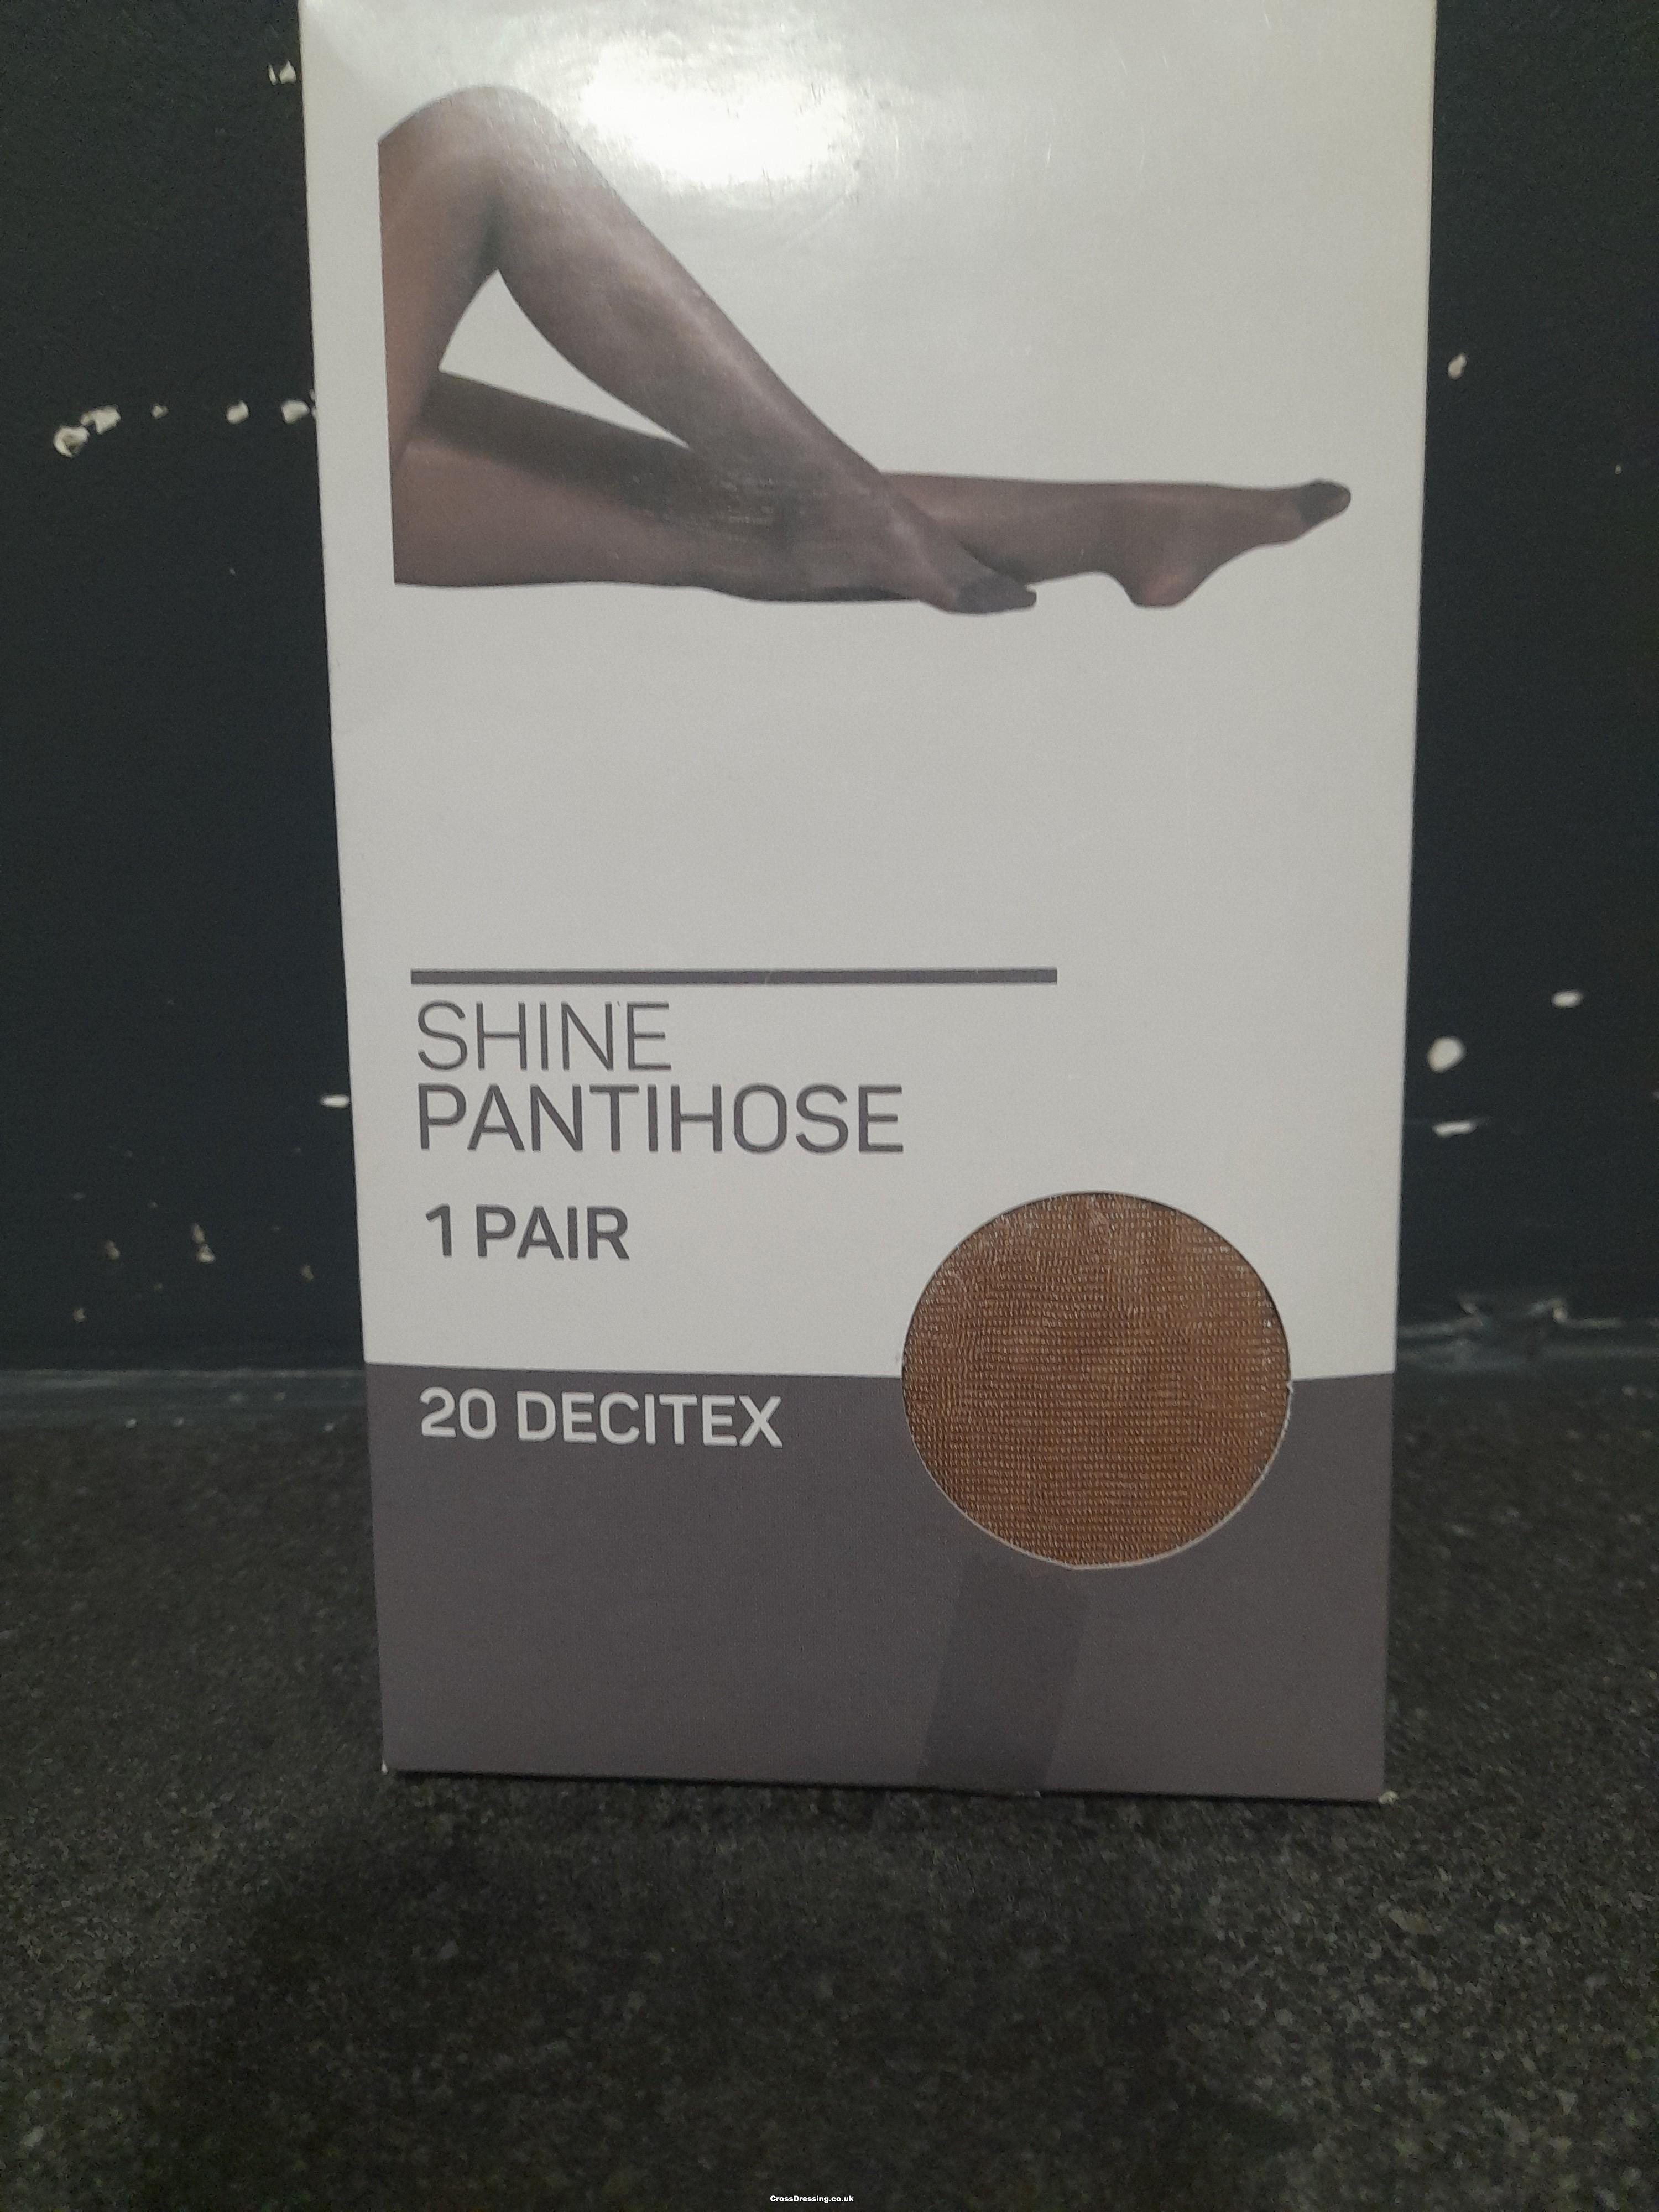 SHINE
PANTIHOSE
1 PAIR
20 DECITEX
CrossDressing.co.uk